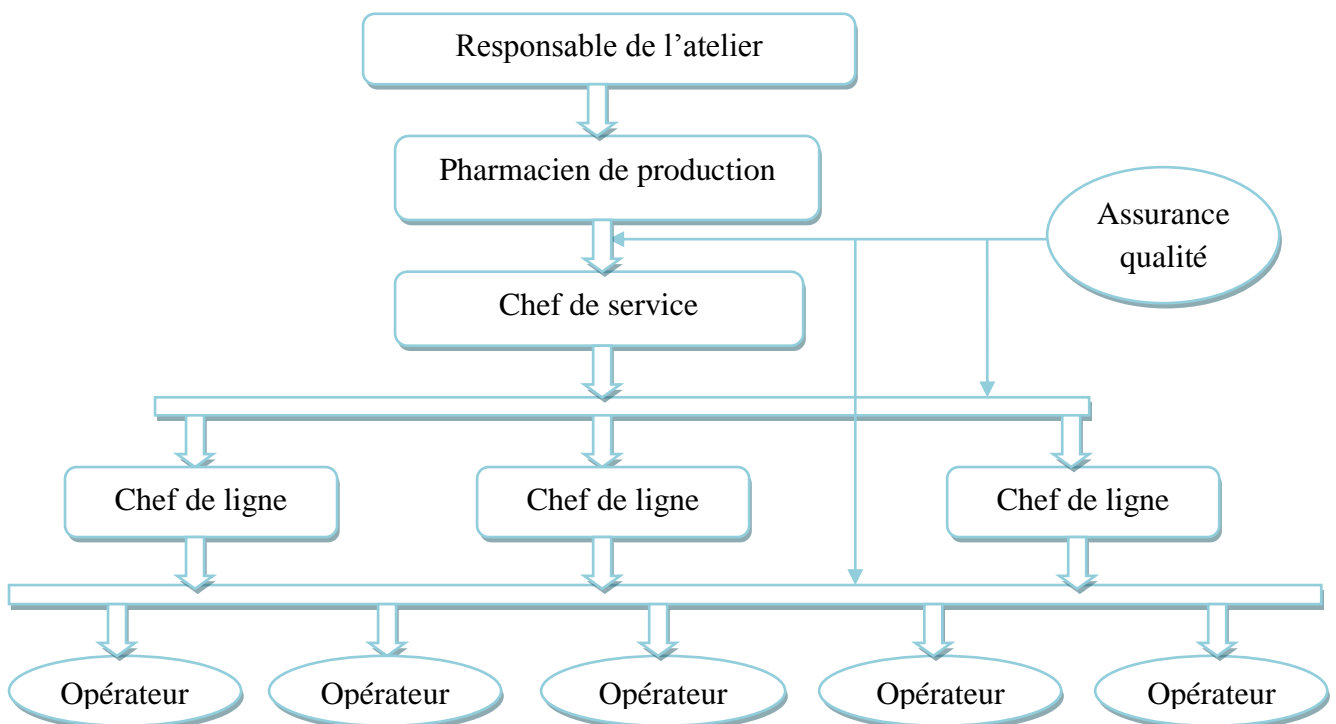 Responsable de l’atelier
Pharmacien de production
Assurance
qualité
Chef de service
Chef de ligne
Chef de ligne
Chef de ligne
Opérateur
Opérateur
Opérateur
Opérateur
Opérateur